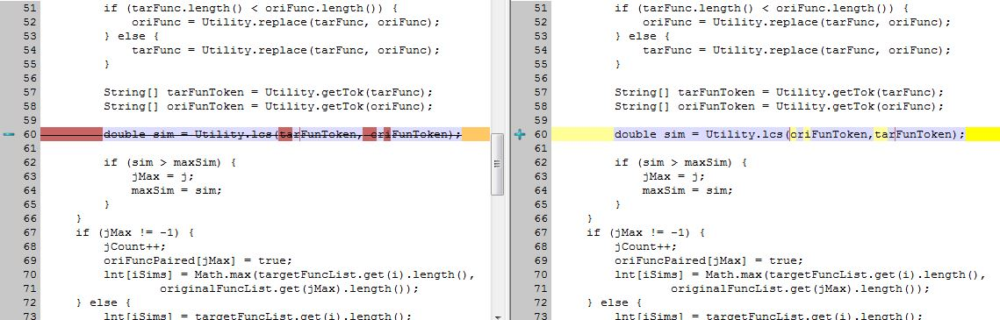 51 if (tarFunc.length() < oriFunc.length()) {
52 oriFunc = Utility.replace(tarFunc, oriFunc);
53 } else {
54 tarFunc = Utility.replace(tarFunc, oriFunc);
55 }
56
57 String[] tarFunToken = Utility.getTok(tarFunc);
58 String[] oriFunToken = Utility.getTok(oriFunc);
59
60 double sim = Utility.lcs(tarFunToken, oriFunToken);
61
62 if (sim > maxSim) {
63 jMax = j;
64 maxSim = sim;
65 }
66 }
67 if (jMax != -1) {
68 jCount++;
69 oriFuncPaired[jMax] = true;
70 lnt[iSims] = Math.max(targetFuncList.get(i).length(),
71 originalFuncList.get(jMax).length());
72 } else {
73 lnt[iSims] = targetFuncList.get(i).length();
51 if (tarFunc.length() < oriFunc.length()) {
52 oriFunc = Utility.replace(tarFunc, oriFunc);
53 } else {
54 tarFunc = Utility.replace(tarFunc, oriFunc);
55 }
56
57 String[] tarFunToken = Utility.getTok(tarFunc);
58 String[] oriFunToken = Utility.getTok(oriFunc);
59
60 double sim = Utility.lcs(oriFunToken,tarFunToken);
61
62 if (sim > maxSim) {
63 jMax = j;
64 maxSim = sim;
65 }
66 }
67 if (jMax != -1) {
68 jCount++;
69 oriFuncPaired[jMax] = true;
70 lnt[iSims] = Math.max(targetFuncList.get(i).length(),
71 originalFuncList.get(jMax).length());
72 } else {
73 lnt[iSims] = targetFuncList.get(i).length();